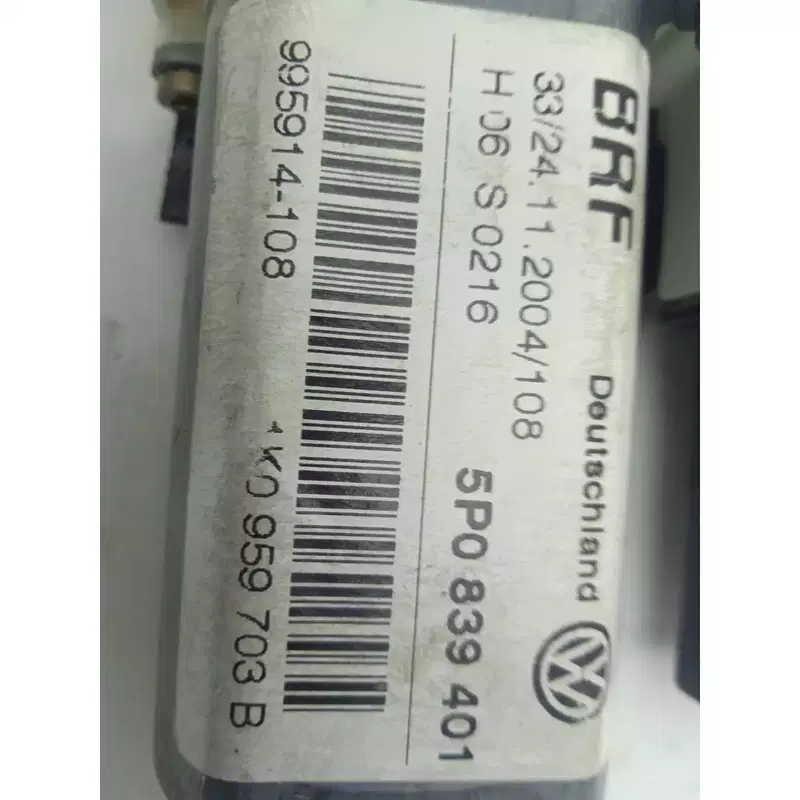 BRF Deutschland
33/24.11.2004/108
H 06 S 0216 5P0 839 401
995914-108 1K0 959 703 B